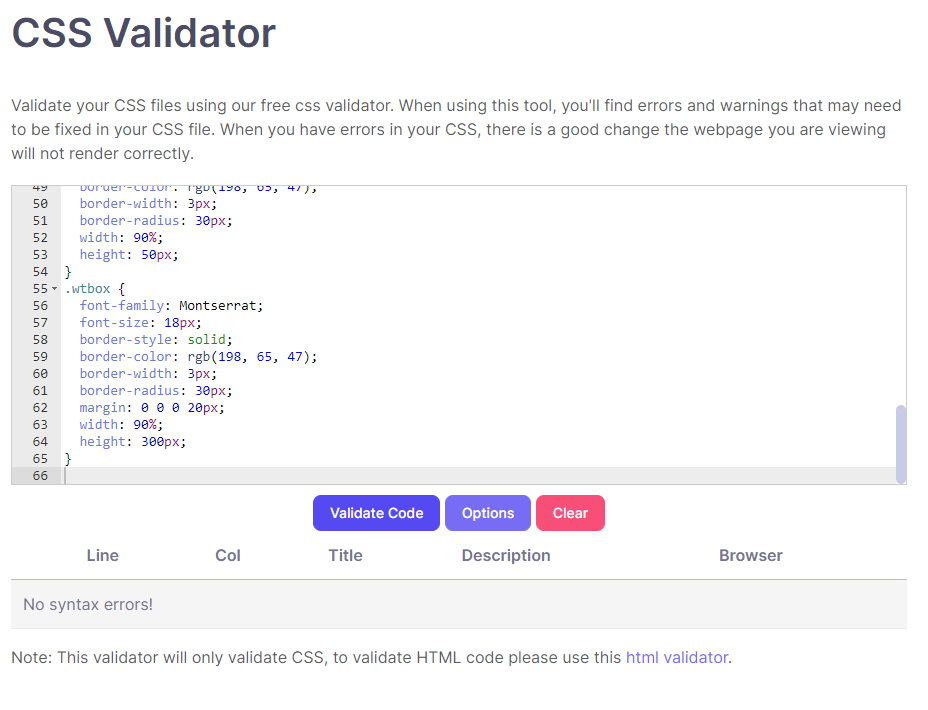 CSS Validator
Validate your CSS files using our free css validator. When using this tool, you'll find errors and warnings that may need
to be fixed in your CSS file. When you have errors in your CSS, there is a good change the webpage you are viewing
will not render correctly.
49 border-color: rgb(198, 65, 47);
50 border-width: 3px;
51 border-radius: 30px;
52 width: 90%;
53 height: 50px;
54 }
55 .wtbox {
56 font-family: Montserrat;
57 font-size: 18px;
58 border-style: solid;
59 border-color: rgb(198, 65, 47);
60 border-width: 3px;
61 border-radius: 30px;
62 margin: 0 0 0 20px;
63 width: 90%;
64 height: 300px;
65 }
66
Validate Code Options Clear
Line Col Title Description Browser
No syntax errors!
Note: This validator will only validate CSS, to validate HTML code please use this html validator.